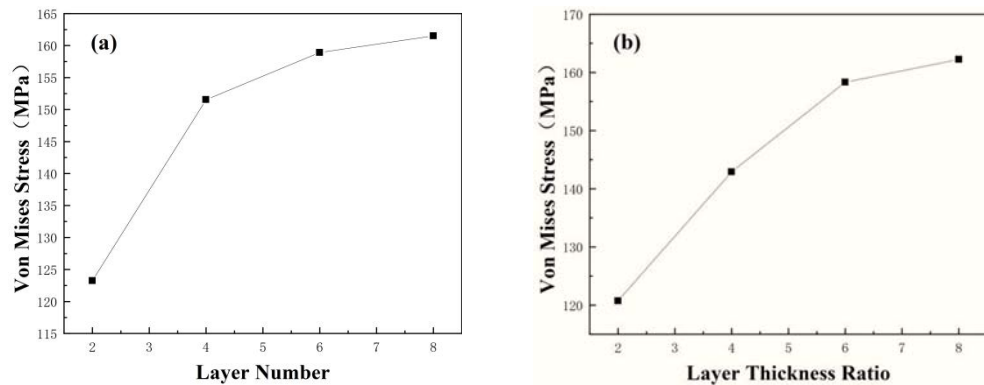 (a)
Von Mises Stress（MPa）
165
160
155
150
145
140
135
130
125
120
115
2 3 4 5 6 7 8
Layer Number
(b)
Von Mises Stress（MPa）
170
160
150
140
130
120
2 3 4 5 6 7 8
Layer Thickness Ratio